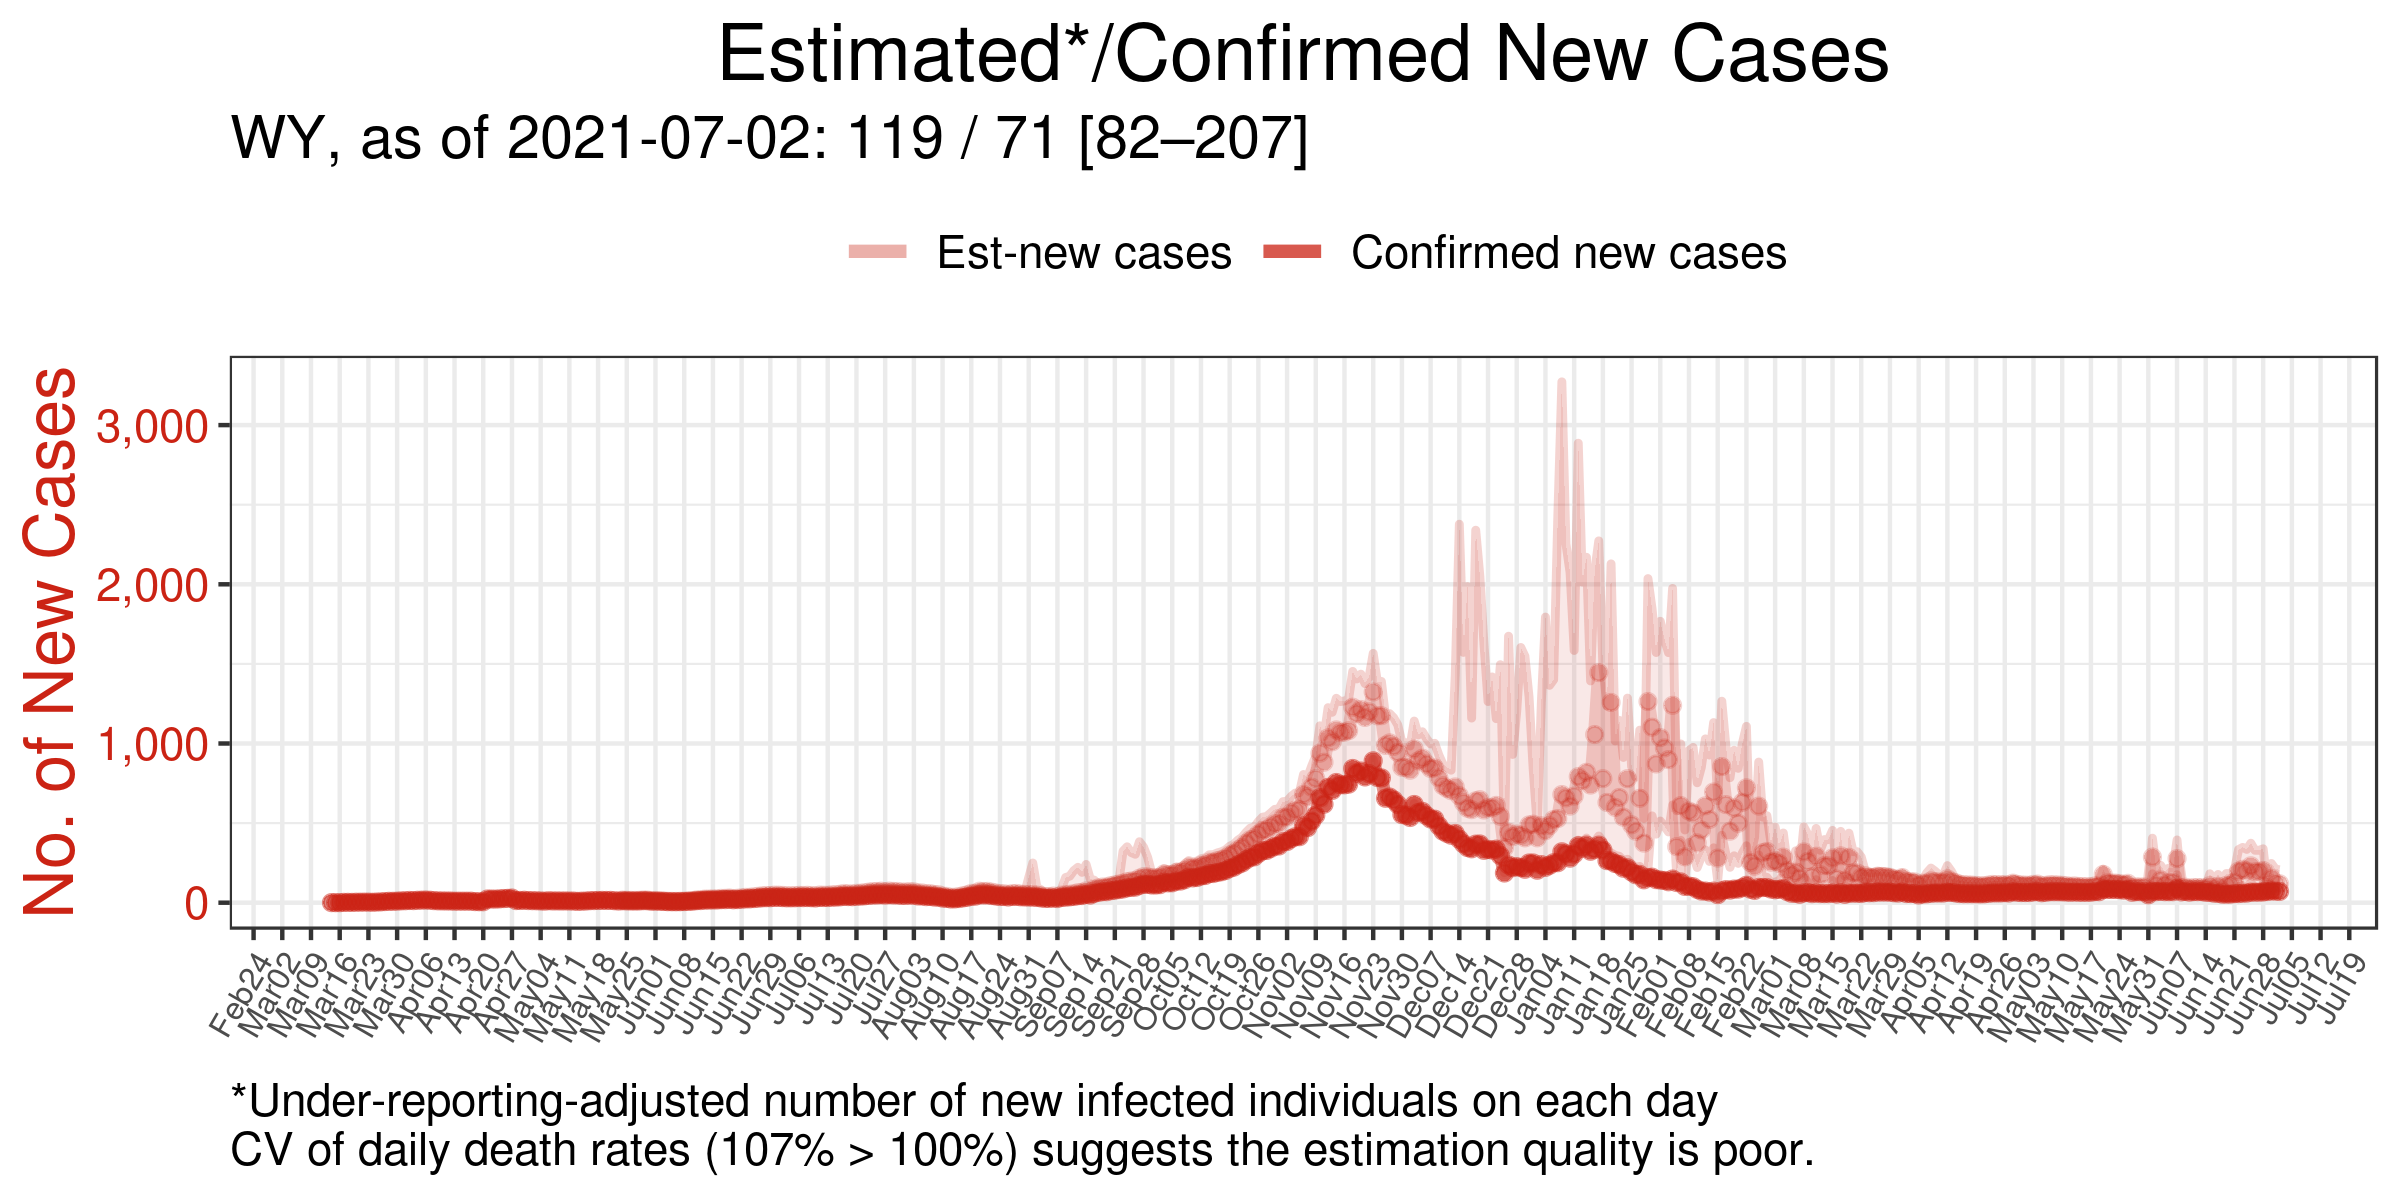 Estimated*/Confirmed New Cases
WY, as of 2021-07-02: 119 / 71 [82–207]
Est-new cases Confirmed new cases
No. of New Cases
3,000
2,000
1,000
0
Feb24 Mar02 Mar09 Mar16 Mar23 Mar30 Apr06 Apr13 Apr20 Apr27 May04 May11 May18 May25 Jun01 Jun08 Jun15 Jun22 Jun29 Jul06 Jul13 Jul20 Jul27 Aug03 Aug10 Aug17 Aug24 Aug31 Sep07 Sep14 Sep21 Sep28 Oct05 Oct12 Oct19 Oct26 Nov02 Nov09 Nov16 Nov23 Nov30 Dec07 Dec14 Dec21 Dec28 Jan04 Jan11 Jan18 Jan25 Feb01 Feb08 Feb15 Feb22 Mar01 Mar08 Mar15 Mar22 Mar29 Apr05 Apr12 Apr19 Apr26 May03 May10 May17 May24 May31 Jun07 Jun14 Jun21 Jun28 Jul05 Jul12 Jul19
*Under-reporting-adjusted number of new infected individuals on each day
CV of daily death rates (107% > 100%) suggests the estimation quality is poor.